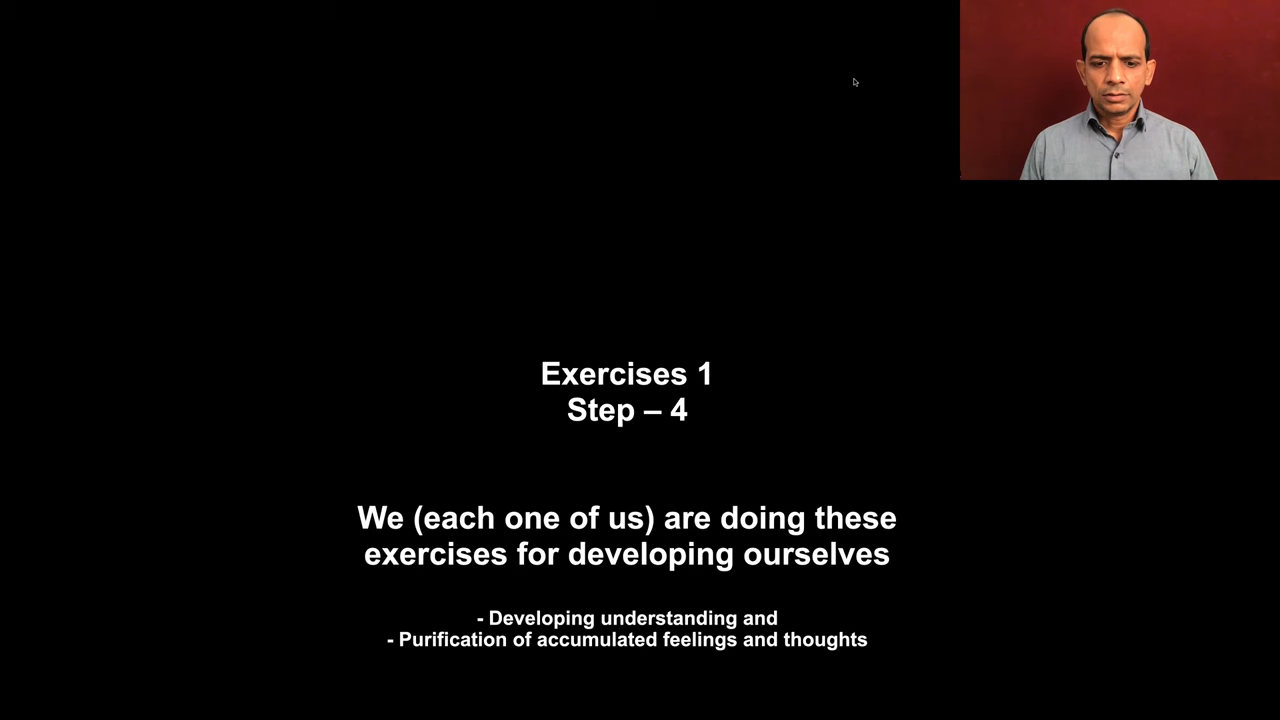 Exercises 1
Step – 4
We (each one of us) are doing these
exercises for developing ourselves
- Developing understanding and
- Purification of accumulated feelings and thoughts